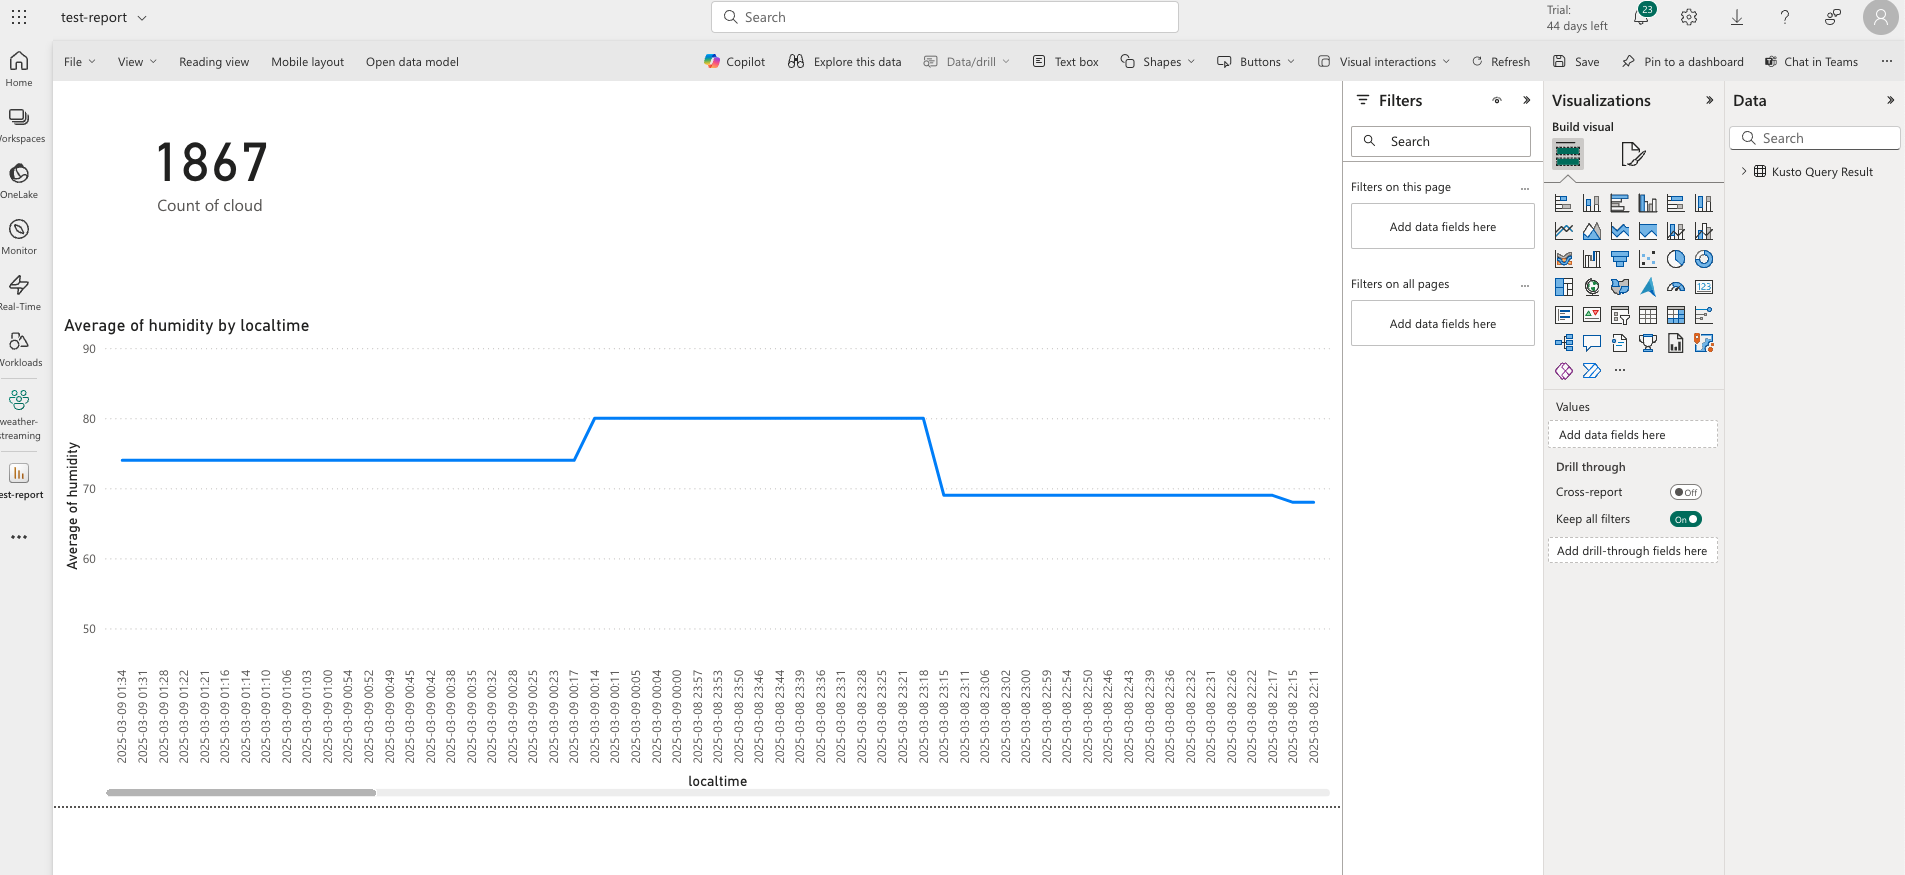 test-report
Search
Trial:
44 days left
23
File
View
Reading view
Mobile layout
Open data model
Copilot
Explore this data
Data/drill
Text box
Shapes
Buttons
Visual interactions
Refresh
Save
Pin to a dashboard
Chat in Teams
Home
Workspaces
OneLake
Monitor
Real-Time
Workloads
weather-
streaming
test-report
1867
Count of cloud
Average of humidity by localtime
Average of humidity
90
80
70
60
50
2025-03-09 01:34
2025-03-09 01:31
2025-03-09 01:28
2025-03-09 01:22
2025-03-09 01:21
2025-03-09 01:16
2025-03-09 01:14
2025-03-09 01:10
2025-03-09 01:06
2025-03-09 01:03
2025-03-09 01:00
2025-03-09 00:54
2025-03-09 00:52
2025-03-09 00:49
2025-03-09 00:45
2025-03-09 00:42
2025-03-09 00:38
2025-03-09 00:35
2025-03-09 00:32
2025-03-09 00:28
2025-03-09 00:25
2025-03-09 00:23
2025-03-09 00:17
2025-03-09 00:14
2025-03-09 00:11
2025-03-09 00:05
2025-03-09 00:04
2025-03-09 00:00
2025-03-08 23:57
2025-03-08 23:53
2025-03-08 23:50
2025-03-08 23:46
2025-03-08 23:44
2025-03-08 23:39
2025-03-08 23:36
2025-03-08 23:31
2025-03-08 23:28
2025-03-08 23:25
2025-03-08 23:21
2025-03-08 23:18
2025-03-08 23:15
2025-03-08 23:11
2025-03-08 23:06
2025-03-08 23:02
2025-03-08 23:00
2025-03-08 22:59
2025-03-08 22:54
2025-03-08 22:50
2025-03-08 22:46
2025-03-08 22:43
2025-03-08 22:39
2025-03-08 22:36
2025-03-08 22:32
2025-03-08 22:31
2025-03-08 22:26
2025-03-08 22:22
2025-03-08 22:17
2025-03-08 22:15
2025-03-08 22:11
localtime
Filters
Search
Filters on this page
Add data fields here
Filters on all pages
Add data fields here
Visualizations
Build visual
123
Values
Add data fields here
Drill through
Cross-report
Off
Keep all filters
On
Add drill-through fields here
Data
Search
Kusto Query Result